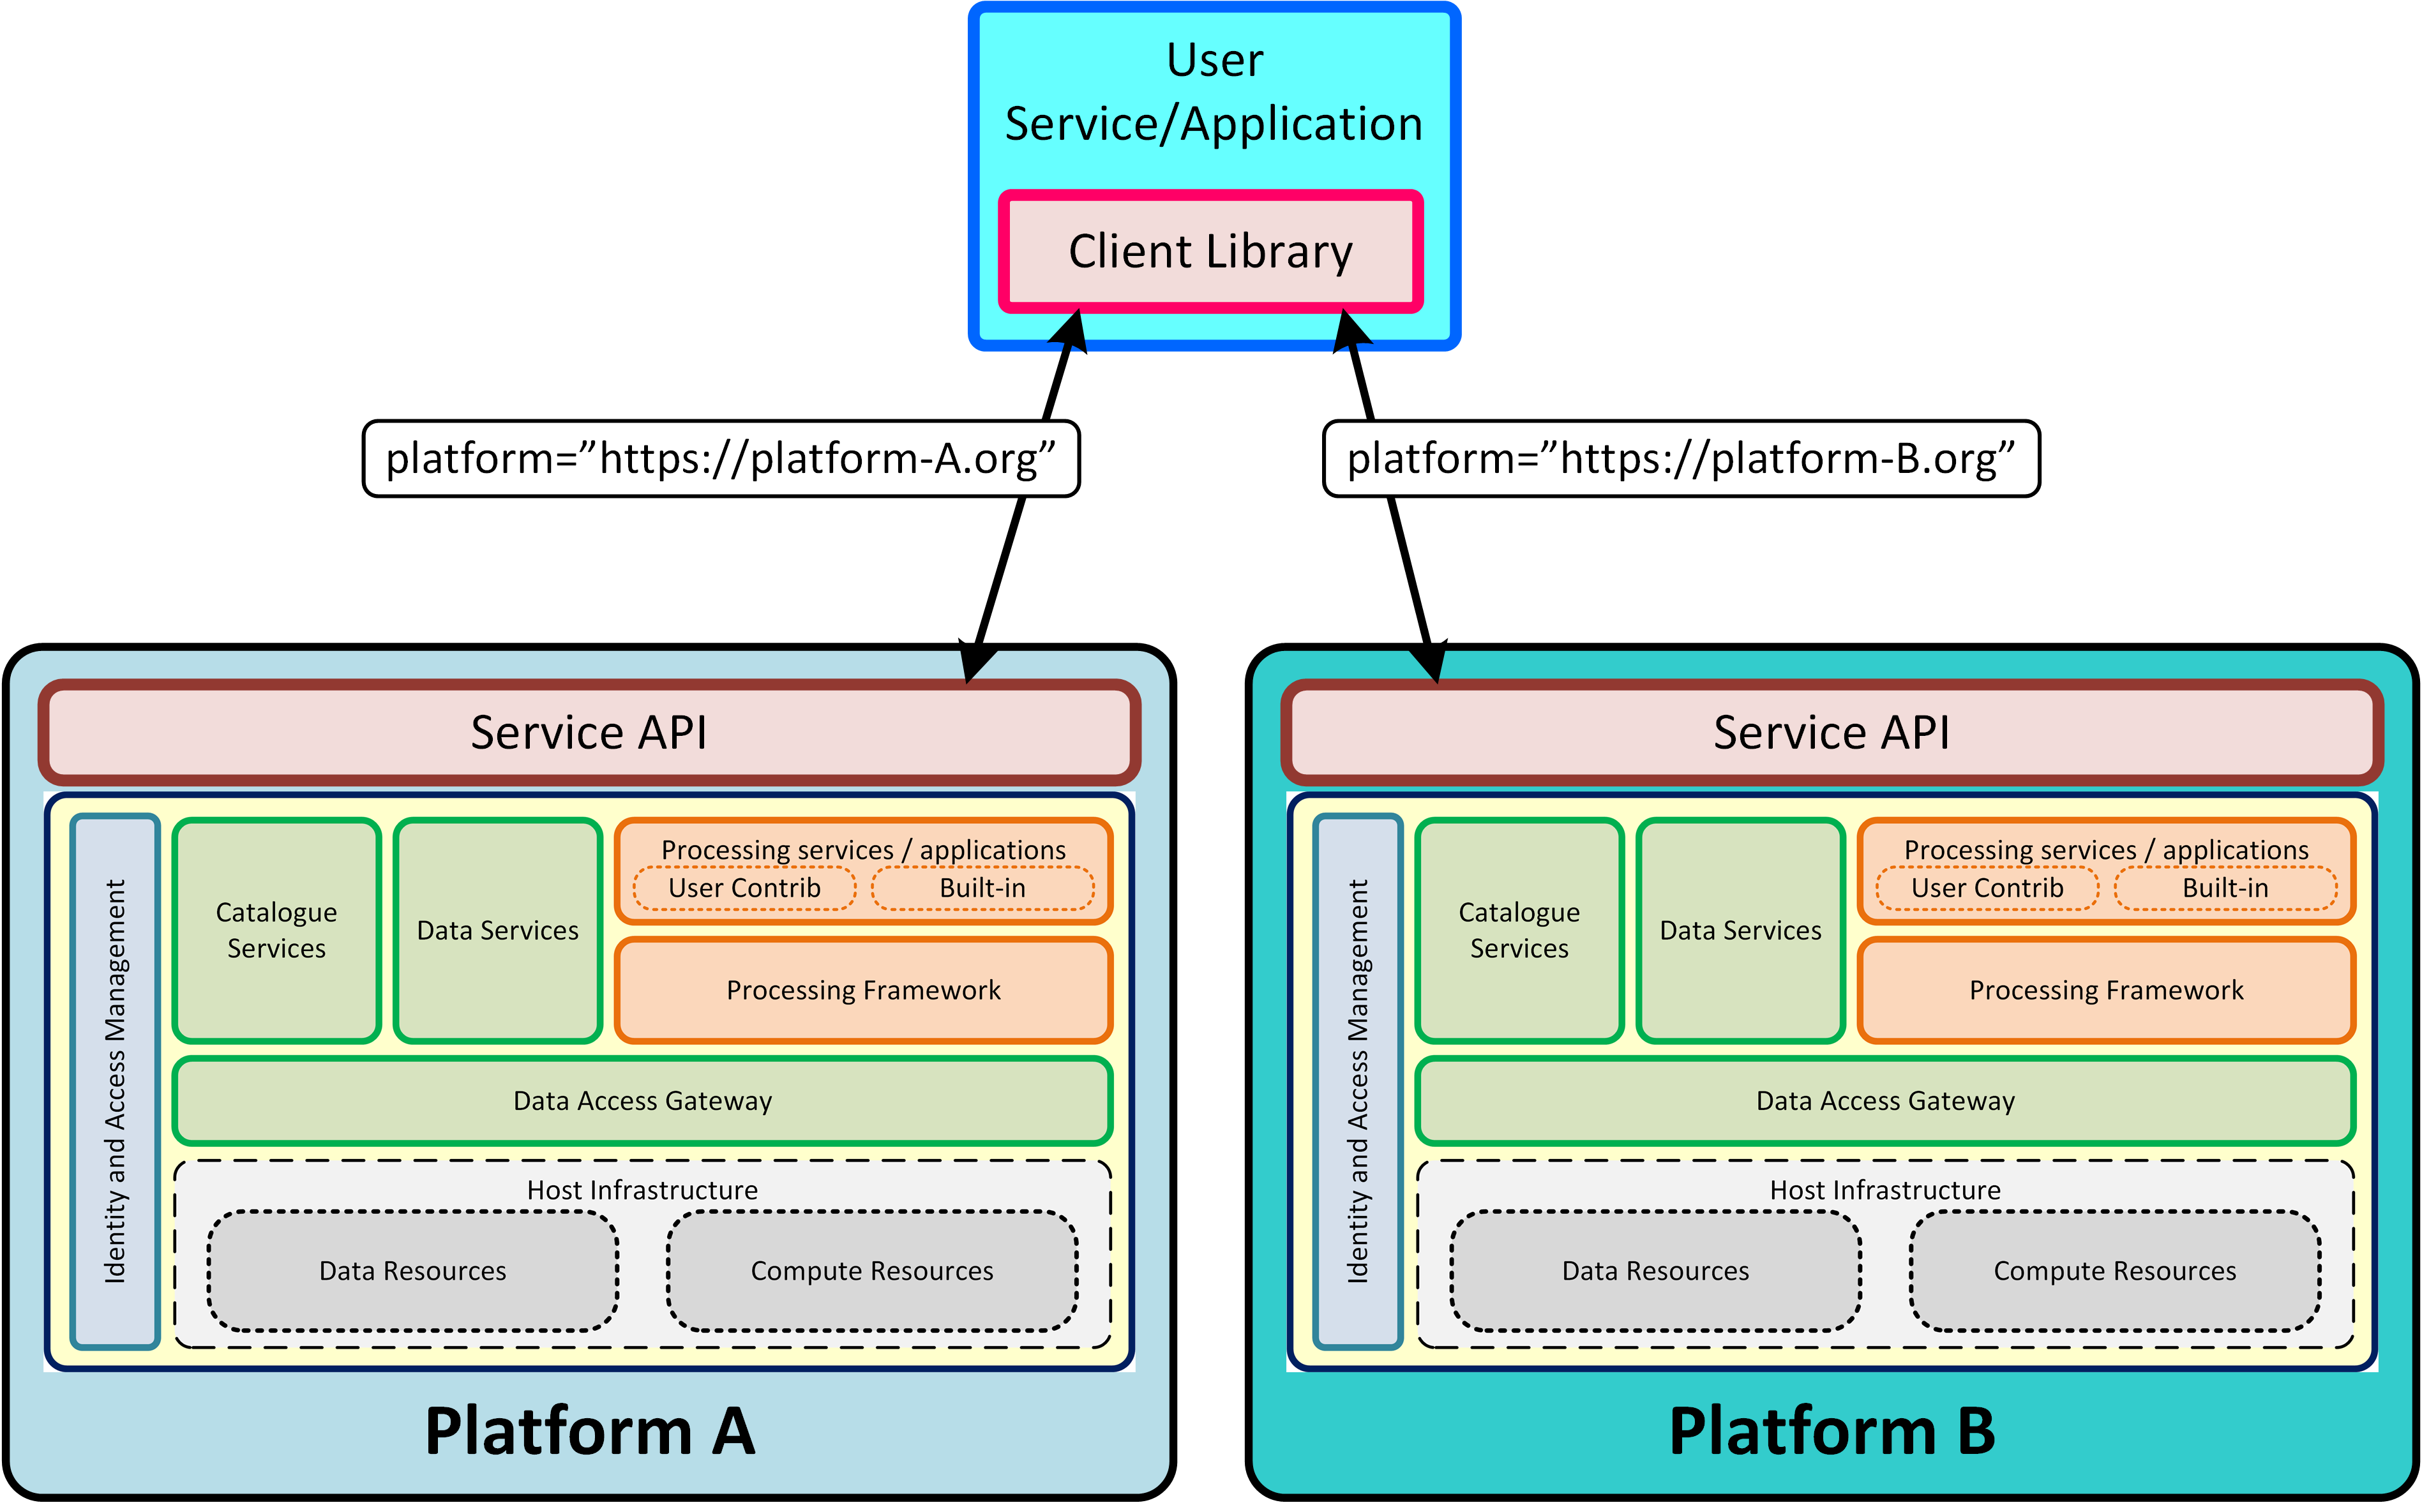 User
Service/Application
Client Library
platform=”https://platform-A.org”
platform=”https://platform-B.org”
Service API
Identity and Access Management
Catalogue
Services
Data Services
Processing services / applications
User Contrib
Built-in
Processing Framework
Data Access Gateway
Host Infrastructure
Data Resources
Compute Resources
Platform A
Service API
Identity and Access Management
Catalogue
Services
Data Services
Processing services / applications
User Contrib
Built-in
Processing Framework
Data Access Gateway
Host Infrastructure
Data Resources
Compute Resources
Platform B